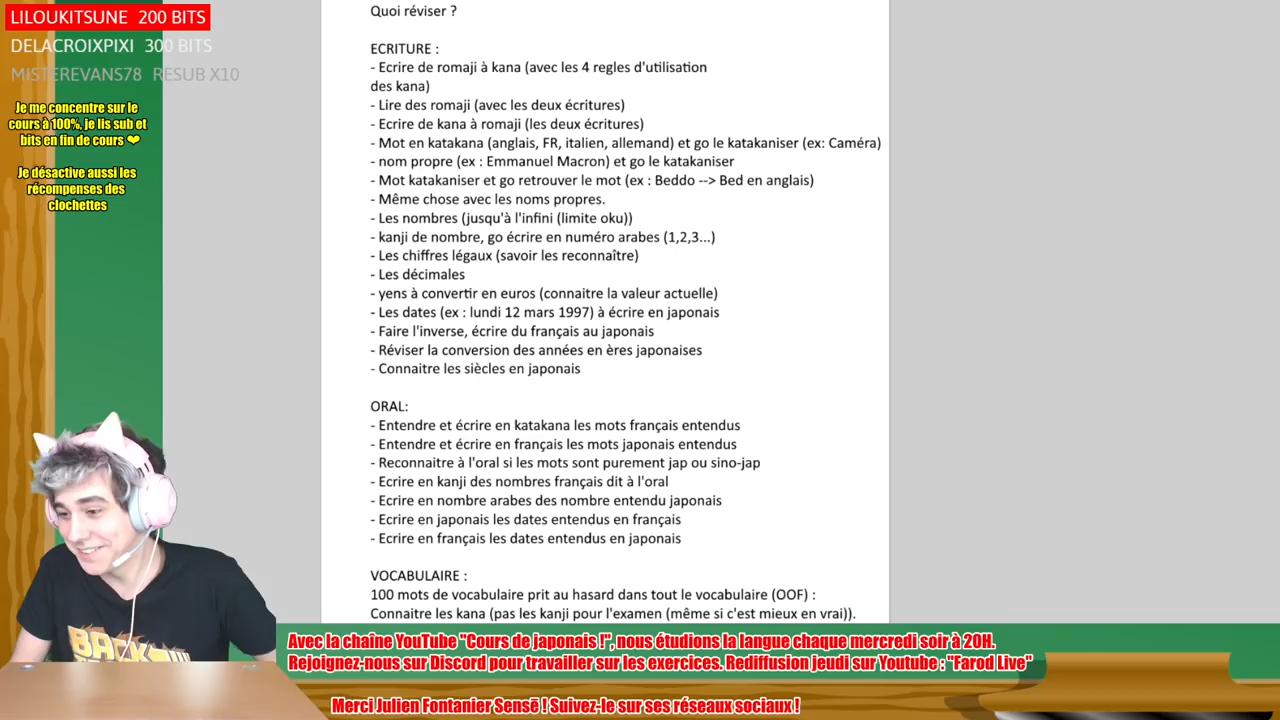 LILOUKITSUNE 200 BITS
DELACROIXPIXI 300 BITS
MISTEREVANS78 RESUB X10
Je me concentre sur le
cours à 100%, je lis sub et
bits en fin de cours ❤
Je désactive aussi les
récompenses des
clochettes
Quoi réviser ?
ECRITURE :
- Ecrire de romaji à kana (avec les 4 regles d'utilisation
des kana)
- Lire des romaji (avec les deux écritures)
- Ecrire de kana à romaji (les deux écritures)
- Mot en katakana (anglais, FR, italien, allemand) et go le katakaniser (ex: Caméra)
- nom propre (ex : Emmanuel Macron) et go le katakaniser
- Mot katakaniser et go retrouver le mot (ex : Beddo --> Bed en anglais)
- Même chose avec les noms propres.
- Les nombres (jusqu'à l'infini (limite oku))
- kanji de nombre, go écrire en numéro arabes (1,2,3...)
- Les chiffres légaux (savoir les reconnaître)
- Les décimales
- yens à convertir en euros (connaitre la valeur actuelle)
- Les dates (ex : lundi 12 mars 1997) à écrire en japonais
- Faire l'inverse, écrire du français au japonais
- Réviser la conversion des années en ères japonaises
- Connaitre les siècles en japonais
ORAL:
- Entendre et écrire en katakana les mots français entendus
- Entendre et écrire en français les mots japonais entendus
- Reconnaitre à l'oral si les mots sont purement jap ou sino-jap
- Ecrire en kanji des nombres français dit à l'oral
- Ecrire en nombre arabes des nombre entendu japonais
- Ecrire en japonais les dates entendus en français
- Ecrire en français les dates entendus en japonais
VOCABULAIRE :
100 mots de vocabulaire prit au hasard dans tout le vocabulaire (OOF) :
Connaitre les kana (pas les kanji pour l'examen (même si c'est mieux en vrai)).
BACK
Avec la chaîne YouTube "Cours de japonais !", nous étudions la langue chaque mercredi soir à 20H.
Rejoignez-nous sur Discord pour travailler sur les exercices. Rediffusion jeudi sur Youtube : "Farod Live"
Merci Julien Fontanier Sensē ! Suivez-le sur ses réseaux sociaux !